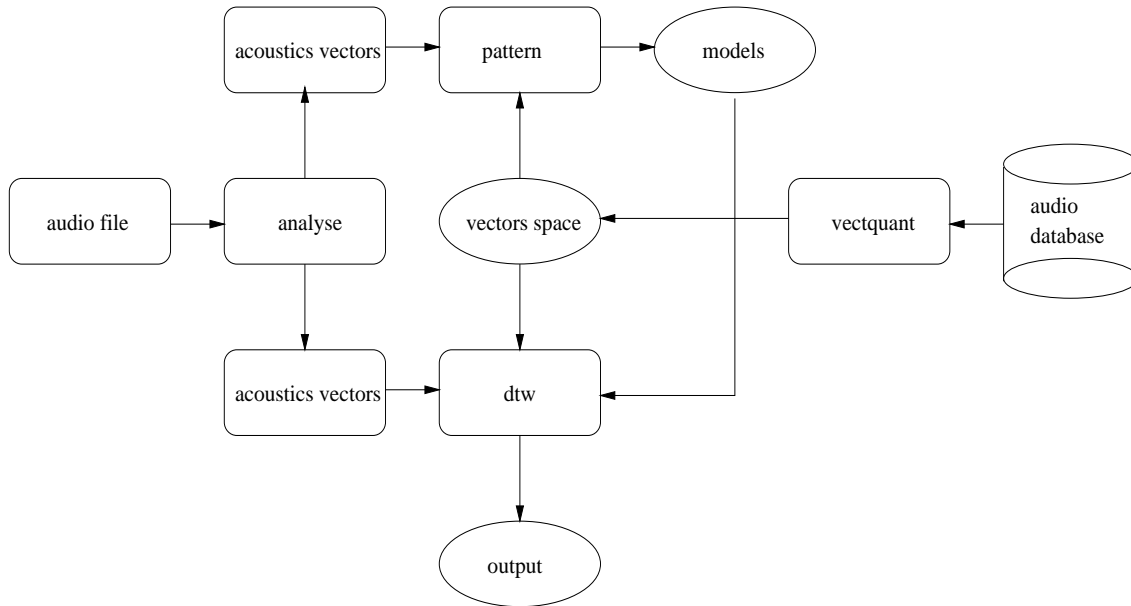 acoustics vectors
pattern
models
audio file
analyse
vectors space
vectquant
audio
database
acoustics vectors
dtw
output